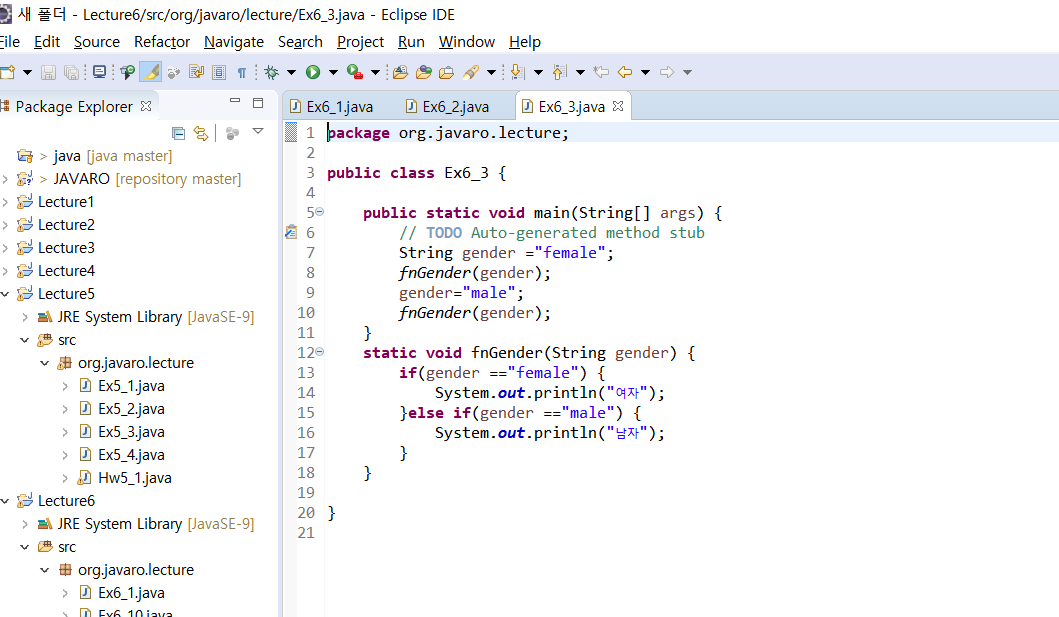 새 폴더 - Lecture6/src/org/javaro/lecture/Ex6_3.java - Eclipse IDE
File Edit Source Refactor Navigate Search Project Run Window Help
Package Explorer
> java [java master]
> JAVARO [repository master]
Lecture1
Lecture2
Lecture3
Lecture4
Lecture5
JRE System Library [JavaSE-9]
src
org.javaro.lecture
Ex5_1.java
Ex5_2.java
Ex5_3.java
Ex5_4.java
Hw5_1.java
Lecture6
JRE System Library [JavaSE-9]
src
org.javaro.lecture
Ex6_1.java
Ex6_10.java
Ex6_1.java Ex6_2.java Ex6_3.java
1 package org.javaro.lecture;
2
3 public class Ex6_3 {
4
5 public static void main(String[] args) {
6 // TODO Auto-generated method stub
7 String gender ="female";
8 fnGender(gender);
9 gender="male";
10 fnGender(gender);
11 }
12 static void fnGender(String gender) {
13 if(gender =="female") {
14 System.out.println("여자");
15 }else if(gender =="male") {
16 System.out.println("남자");
17 }
18 }
19
20 }
21